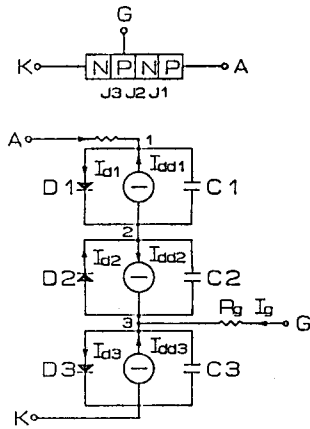 G
K N P N P A
J3 J2 J1
A 1
Id1 Idd1
D1 C1
2
Id2 Idd2
D2 C2
3 Rg Ig G
Id3 Idd3
D3 C3
K